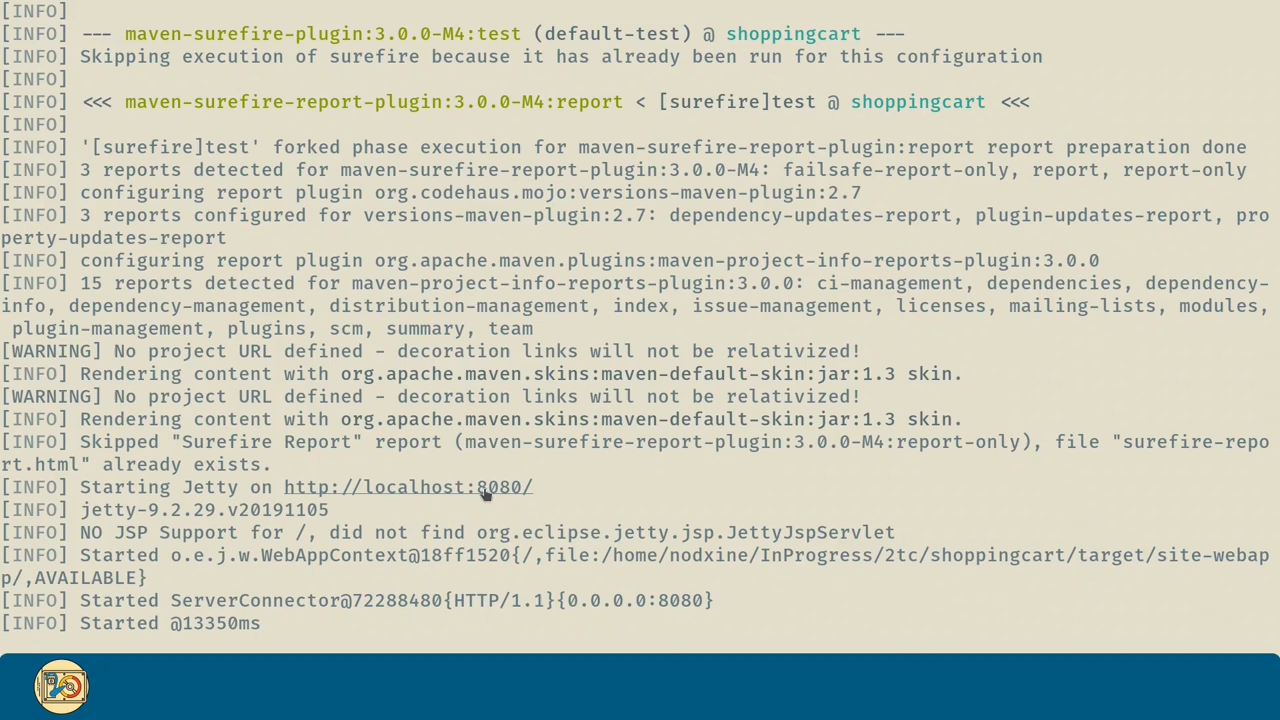 [INFO]
[INFO] --- maven-surefire-plugin:3.0.0-M4:test (default-test) @ shoppingcart ---
[INFO] Skipping execution of surefire because it has already been run for this configuration
[INFO]
[INFO] <<< maven-surefire-report-plugin:3.0.0-M4:report < [surefire]test @ shoppingcart <<<
[INFO]
[INFO] '[surefire]test' forked phase execution for maven-surefire-report-plugin:report report preparation done
[INFO] 3 reports detected for maven-surefire-report-plugin:3.0.0-M4: failsafe-report-only, report, report-only
[INFO] configuring report plugin org.codehaus.mojo:versions-maven-plugin:2.7
[INFO] 3 reports configured for versions-maven-plugin:2.7: dependency-updates-report, plugin-updates-report, pro
perty-updates-report
[INFO] configuring report plugin org.apache.maven.plugins:maven-project-info-reports-plugin:3.0.0
[INFO] 15 reports detected for maven-project-info-reports-plugin:3.0.0: ci-management, dependencies, dependency-
info, dependency-management, distribution-management, index, issue-management, licenses, mailing-lists, modules,
 plugin-management, plugins, scm, summary, team
[WARNING] No project URL defined - decoration links will not be relativized!
[INFO] Rendering content with org.apache.maven.skins:maven-default-skin:jar:1.3 skin.
[WARNING] No project URL defined - decoration links will not be relativized!
[INFO] Rendering content with org.apache.maven.skins:maven-default-skin:jar:1.3 skin.
[INFO] Skipped "Surefire Report" report (maven-surefire-report-plugin:3.0.0-M4:report-only), file "surefire-repo
rt.html" already exists.
[INFO] Starting Jetty on http://localhost:8080/
[INFO] jetty-9.2.29.v20191105
[INFO] NO JSP Support for /, did not find org.eclipse.jetty.jsp.JettyJspServlet
[INFO] Started o.e.j.w.WebAppContext@18ff1520{/,file:/home/nodxine/InProgress/2tc/shoppingcart/target/site-webap
p/,AVAILABLE}
[INFO] Started ServerConnector@72288480{HTTP/1.1}{0.0.0.0:8080}
[INFO] Started @13350ms